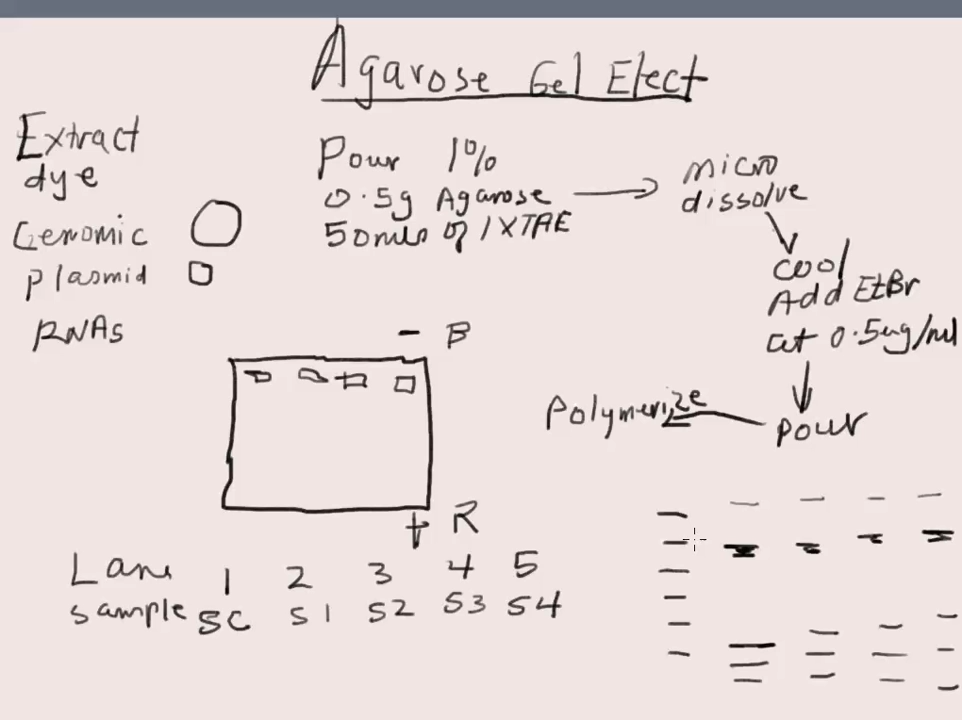 Agarose Gel Elect
Extract
dye
Genomic
Plasmid
RNAs
Pour 1%
0.5g Agarose
50mls of 1XTAE
micro
dissolve
cool
Add EtBr
at 0.5ug/ml
pour
Polymerize
- B
+ R
Lane 1 2 3 4 5
Sample SC S1 S2 S3 S4